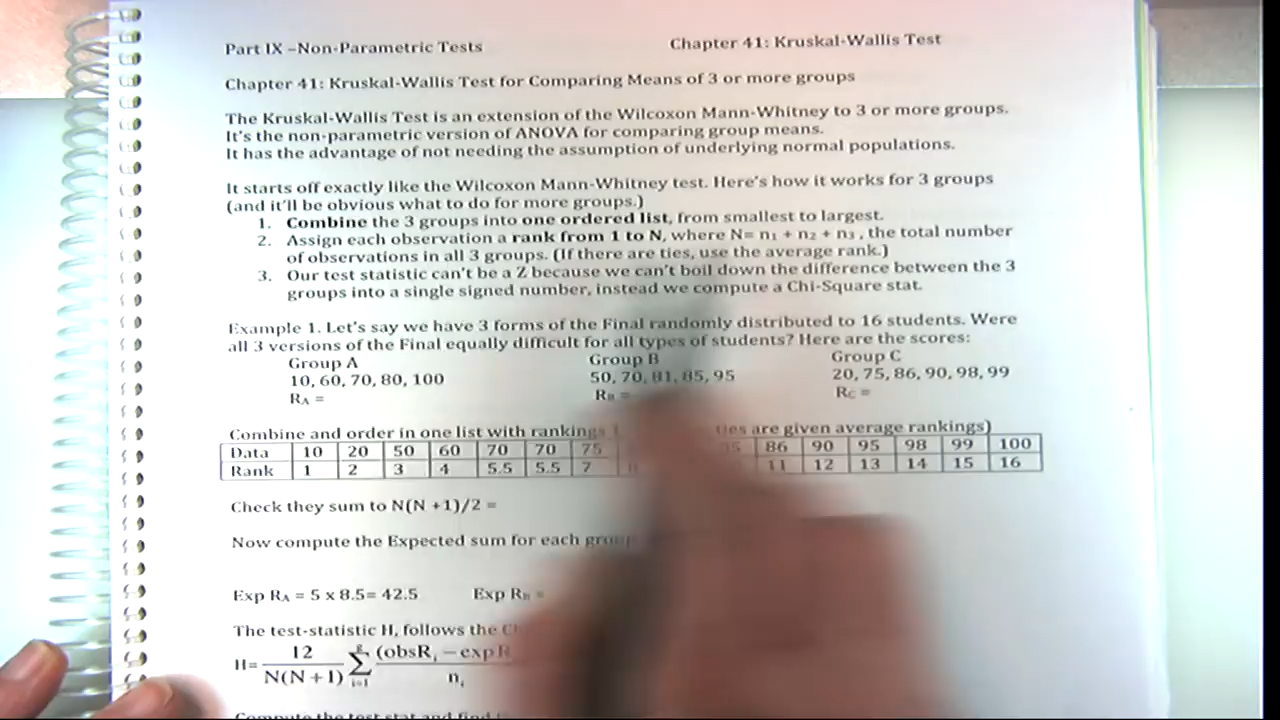 Part IX –Non-Parametric Tests Chapter 41: Kruskal-Wallis Test
Chapter 41: Kruskal-Wallis Test for Comparing Means of 3 or more groups
The Kruskal-Wallis Test is an extension of the Wilcoxon Mann-Whitney to 3 or more groups.
It's the non-parametric version of ANOVA for comparing group means.
It has the advantage of not needing the assumption of underlying normal populations.
It starts off exactly like the Wilcoxon Mann-Whitney test. Here's how it works for 3 groups
(and it'll be obvious what to do for more groups.)
1. Combine the 3 groups into one ordered list, from smallest to largest.
2. Assign each observation a rank from 1 to N, where N= n₁ + n₂ + n₃ , the total number
of observations in all 3 groups. (If there are ties, use the average rank.)
3. Our test statistic can't be a Z because we can't boil down the difference between the 3
groups into a single signed number, instead we compute a Chi-Square stat.
Example 1. Let's say we have 3 forms of the Final randomly distributed to 16 students. Were
all 3 versions of the Final equally difficult for all types of students? Here are the scores:
Group A Group B Group C
10, 60, 70, 80, 100 50, 70, 81, 85, 95 20, 75, 86, 90, 98, 99
R_A = R_B = R_C =
Combine and order in one list with rankings ties are given average rankings)
Data 10 20 50 60 70 70 75 86 90 95 98 99 100
Rank 1 2 3 4 5.5 5.5 7 11 12 13 14 15 16
Check they sum to N(N +1)/2 =
Now compute the Expected sum for each
Exp R_A = 5 x 8.5= 42.5 Exp R_B =
The test-statistic H, follows the
H= 12 / N(N+1) Σ i=1 g (obsR_i − exp R / n_i
Compute the test stat and find